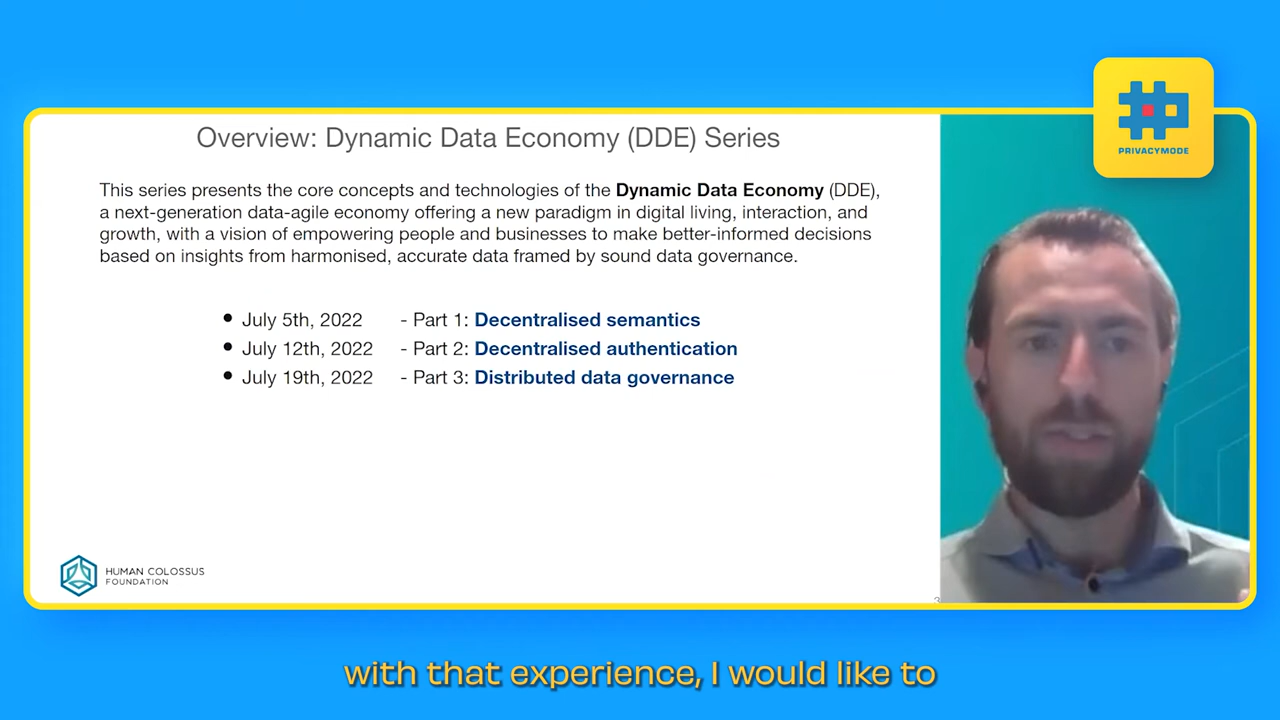 PRIVACYMODE
Overview: Dynamic Data Economy (DDE) Series
This series presents the core concepts and technologies of the Dynamic Data Economy (DDE),
a next-generation data-agile economy offering a new paradigm in digital living, interaction, and
growth, with a vision of empowering people and businesses to make better-informed decisions
based on insights from harmonised, accurate data framed by sound data governance.
• July 5th, 2022 - Part 1: Decentralised semantics
• July 12th, 2022 - Part 2: Decentralised authentication
• July 19th, 2022 - Part 3: Distributed data governance
HUMAN COLOSSUS
FOUNDATION
3
with that experience, I would like to